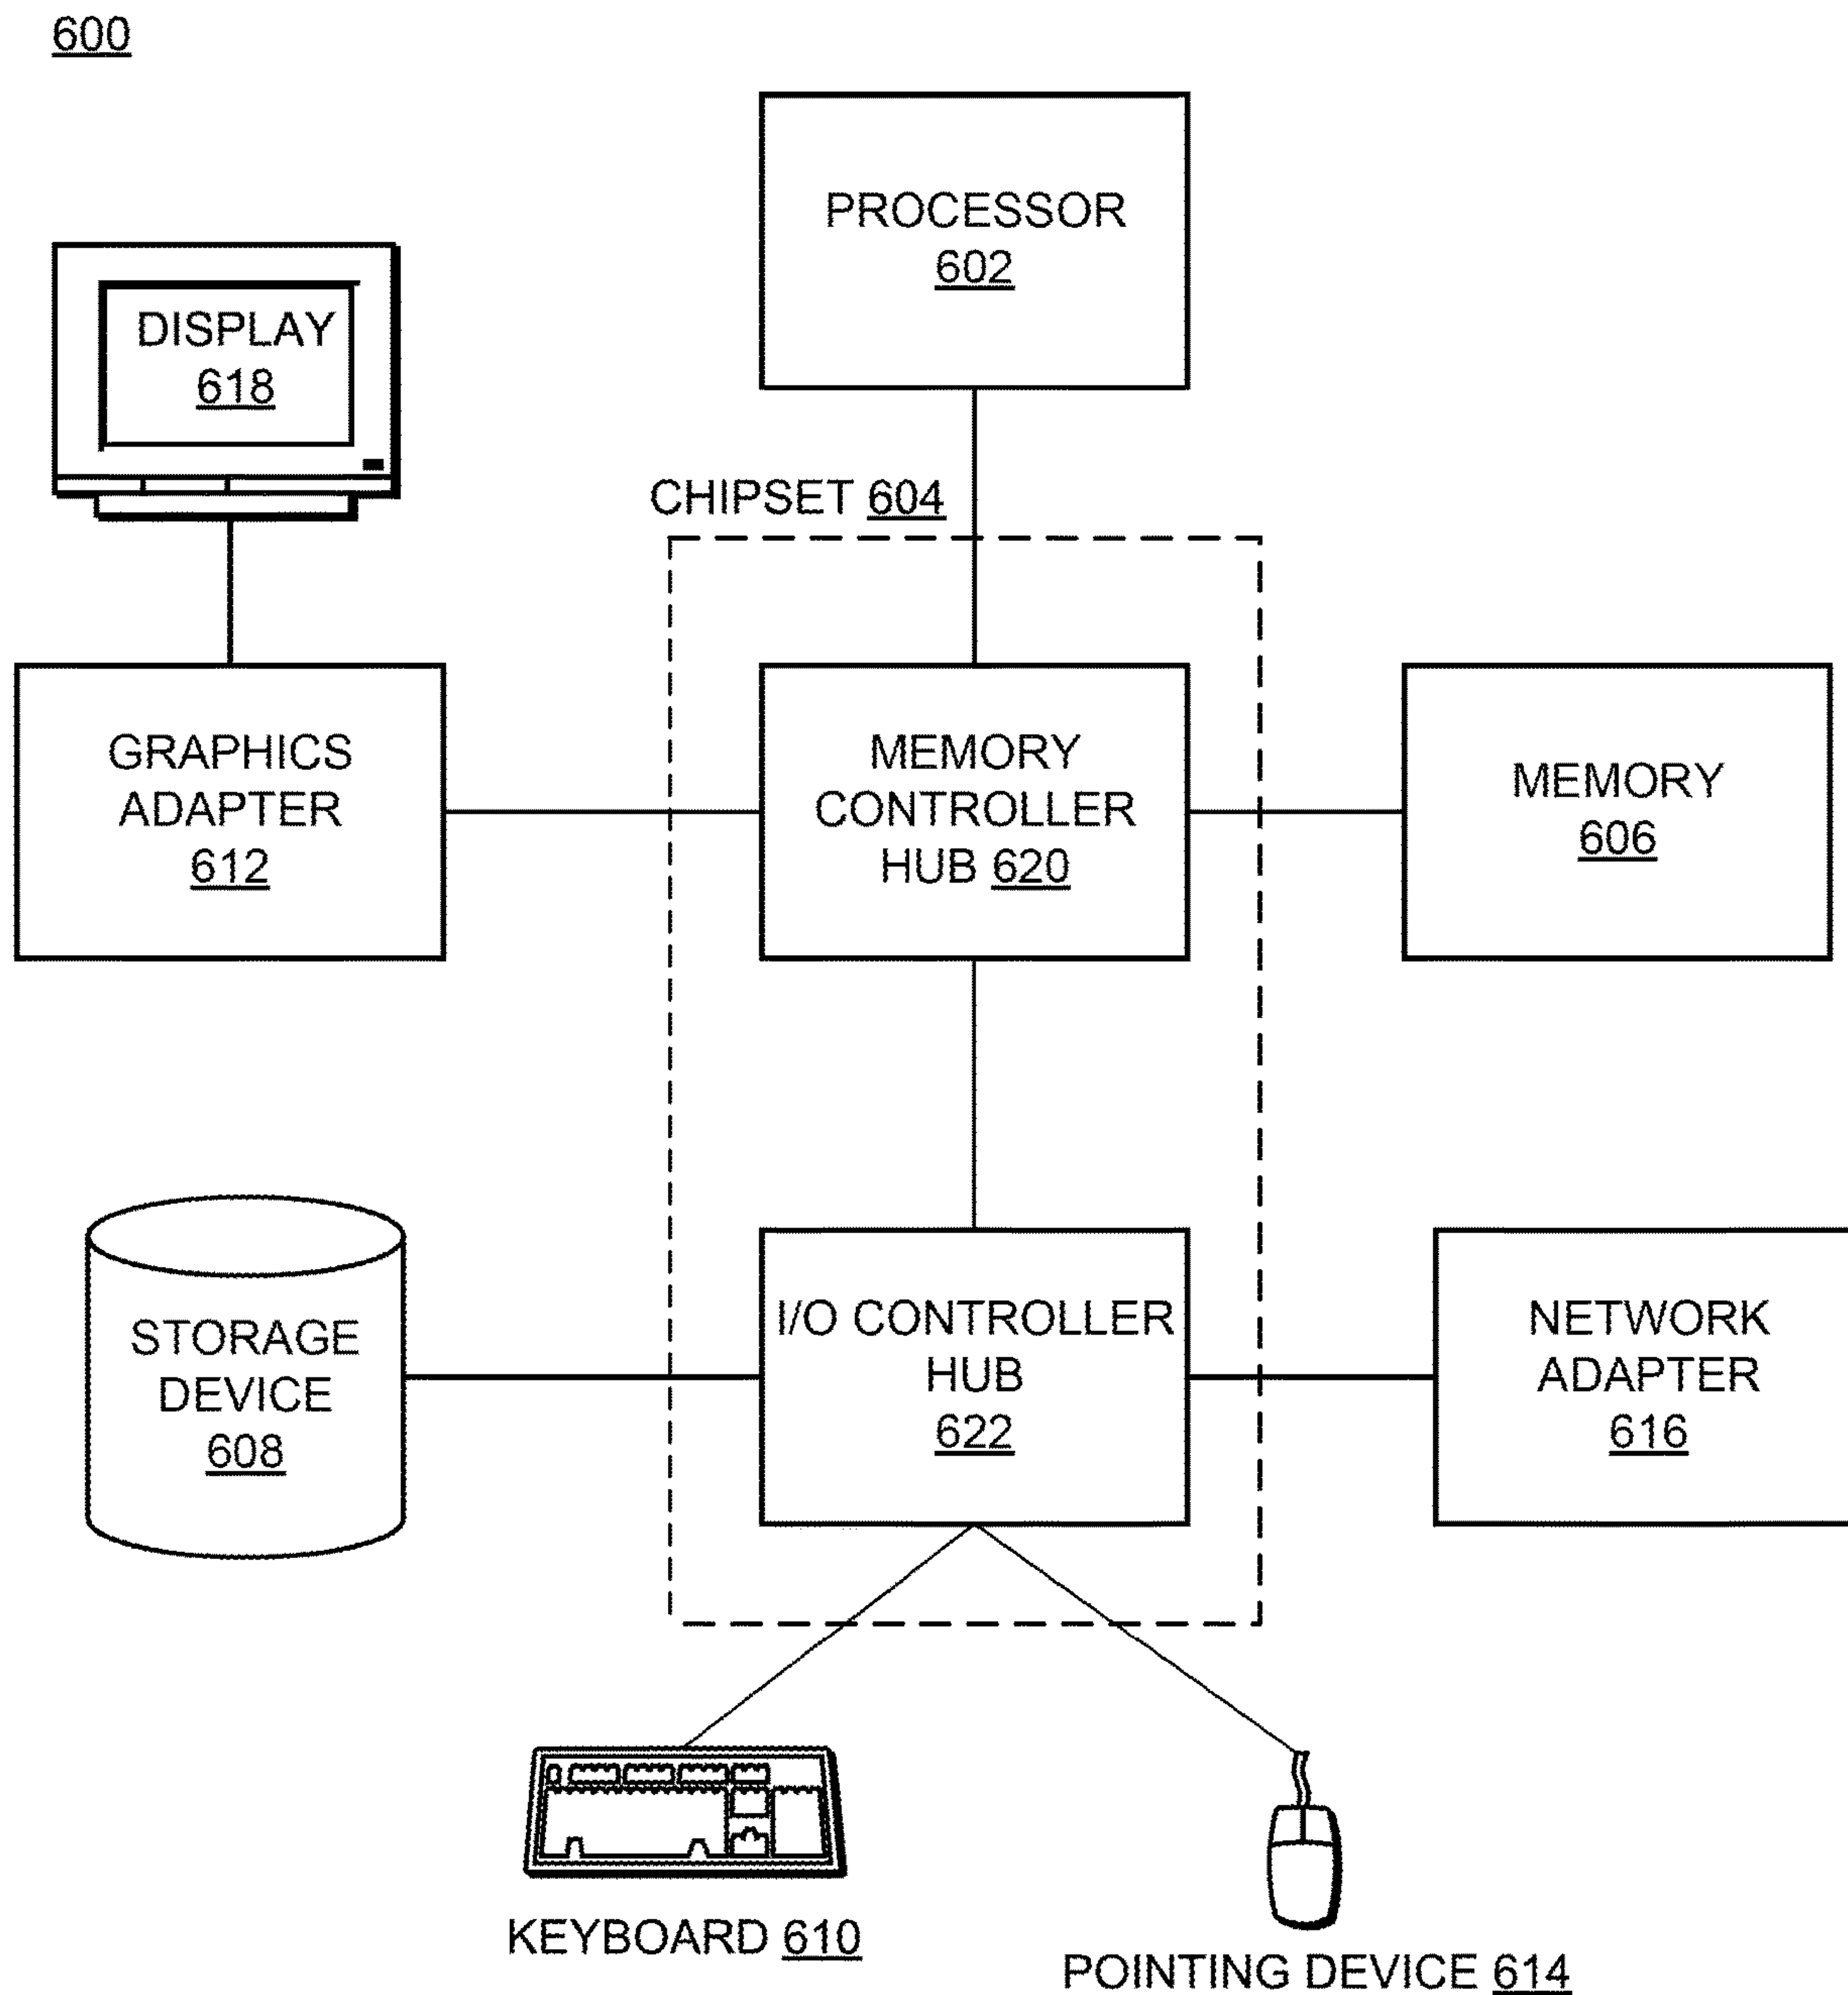 600
PROCESSOR
602
DISPLAY
618
CHIPSET 604
GRAPHICS
ADAPTER
612
MEMORY
CONTROLLER
HUB 620
MEMORY
606
STORAGE
DEVICE
608
I/O CONTROLLER
HUB
622
NETWORK
ADAPTER
616
KEYBOARD 610
POINTING DEVICE 614